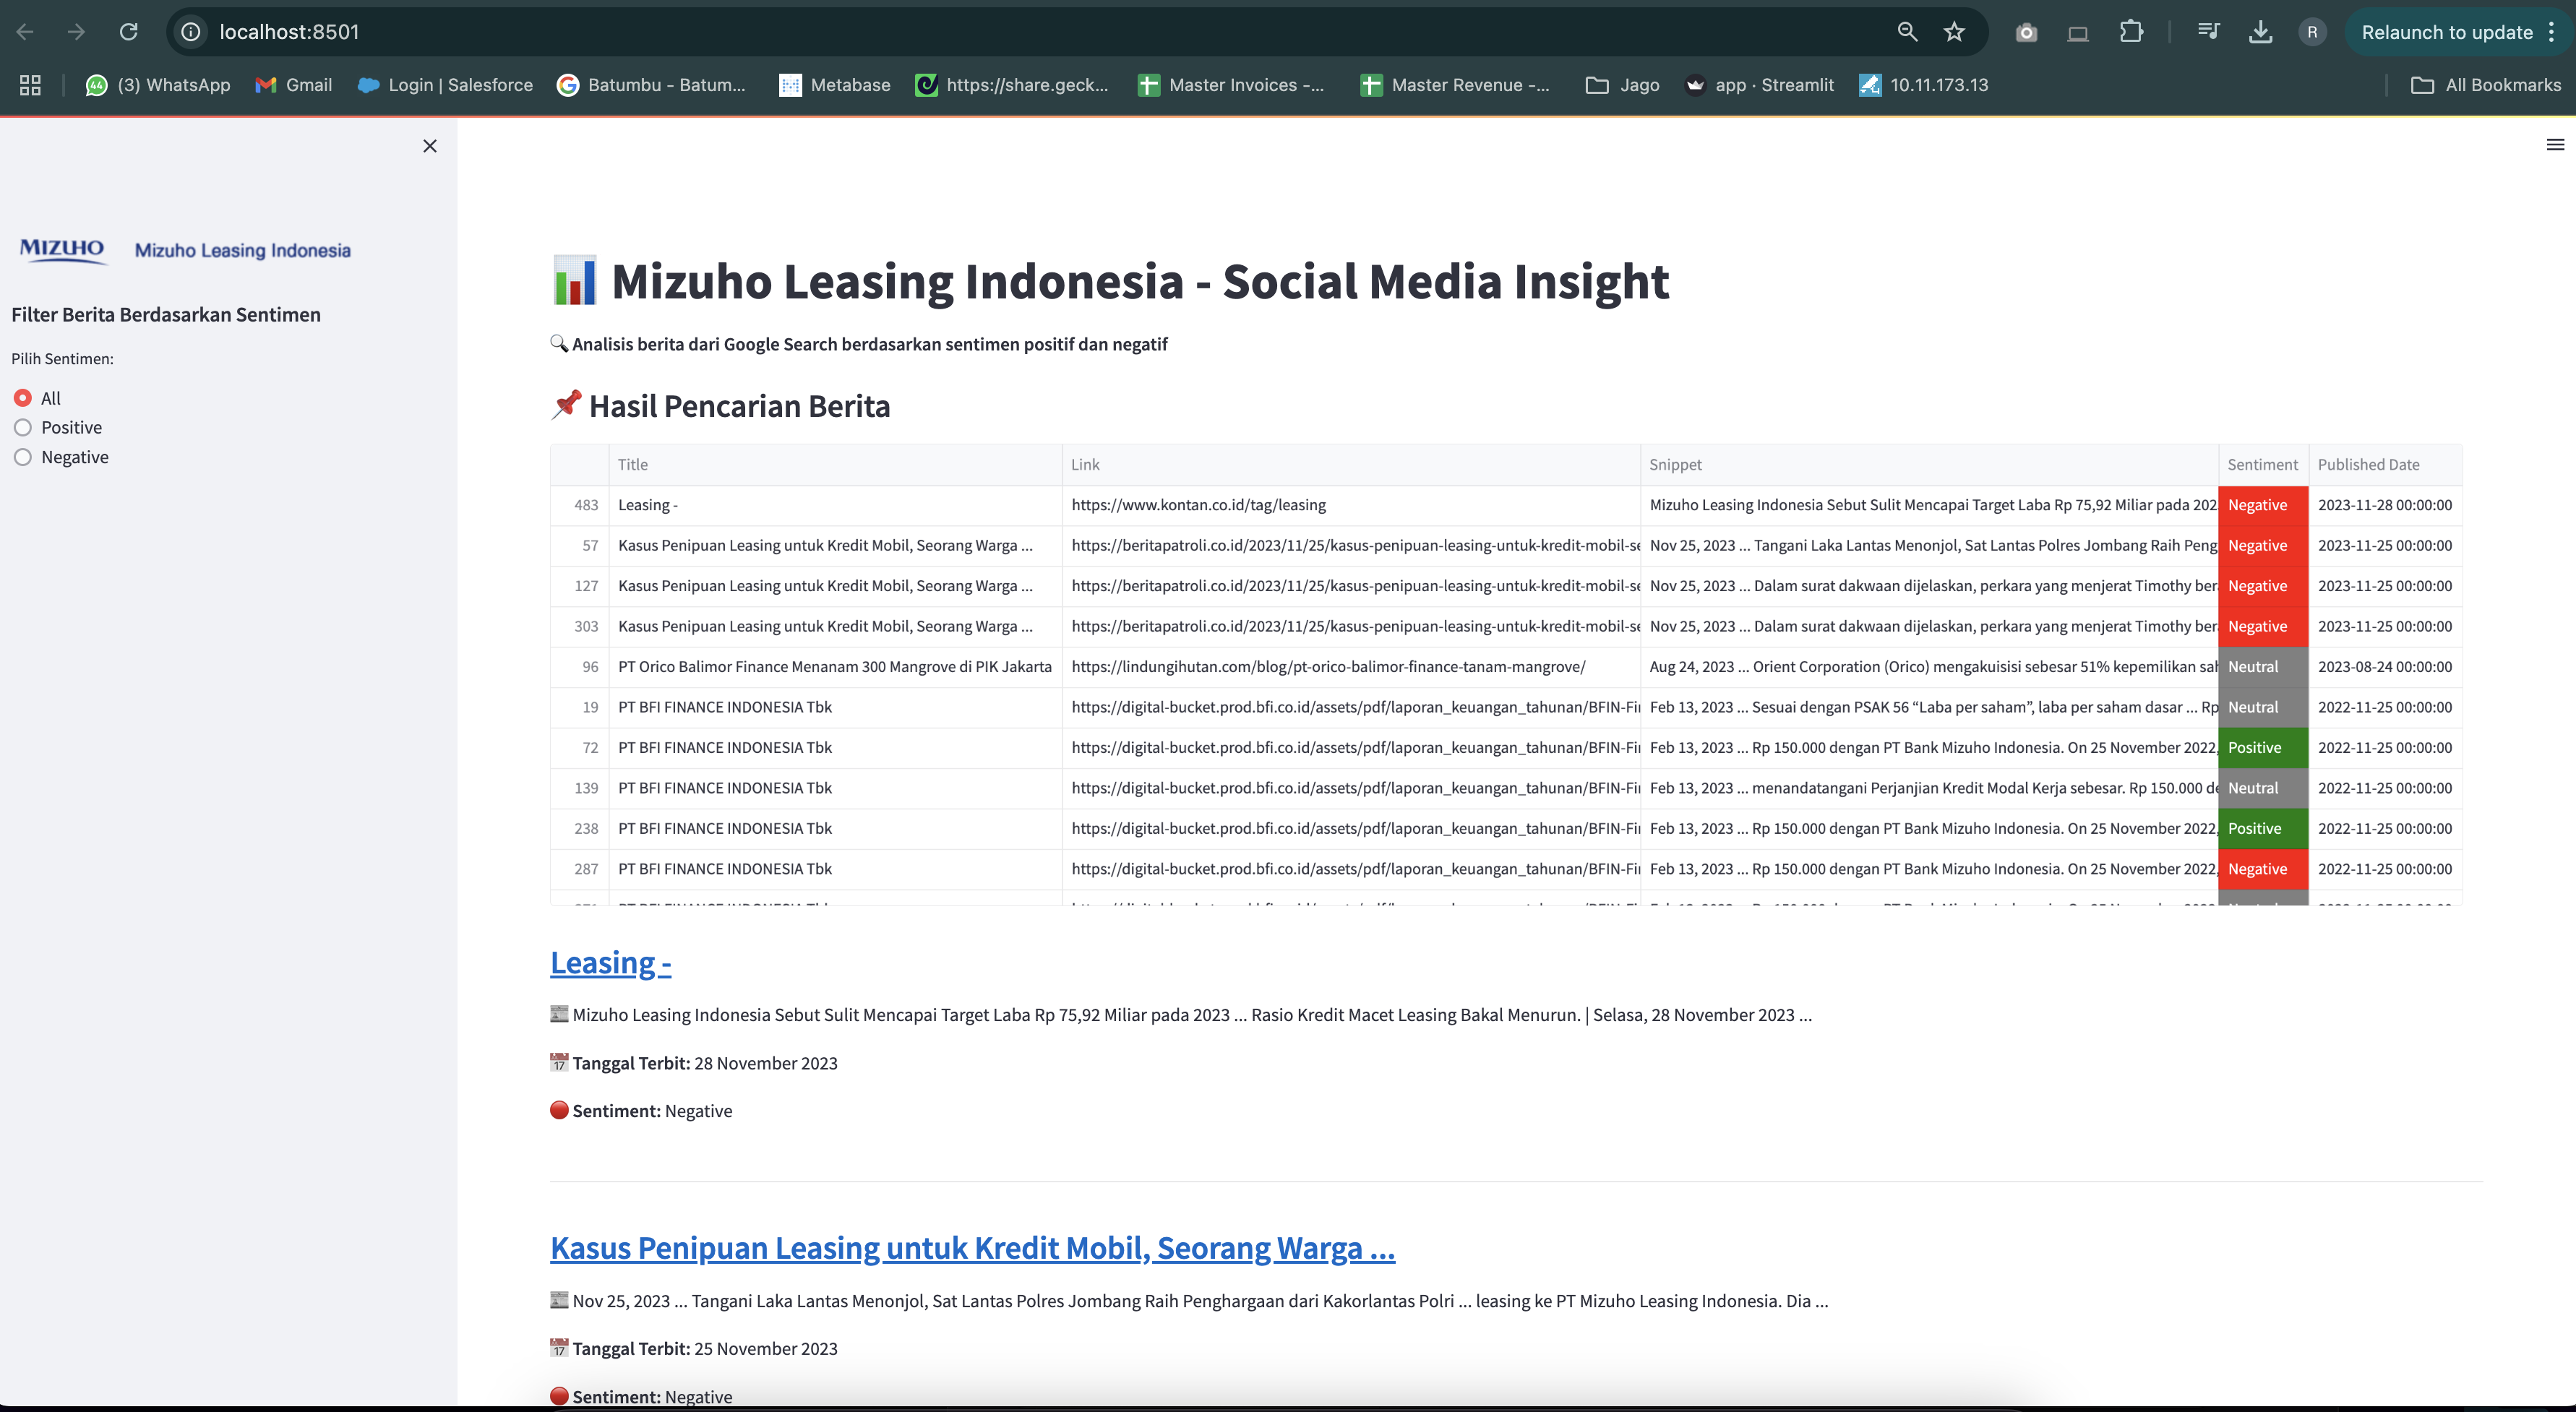 localhost:8501
Relaunch to update
(3) WhatsApp
Gmail
Login | Salesforce
Batumbu - Batum...
Metabase
https://share.geck...
Master Invoices -...
Master Revenue -...
Jago
app · Streamlit
10.11.173.13
All Bookmarks
MIZUHO Mizuho Leasing Indonesia
Filter Berita Berdasarkan Sentimen
Pilih Sentimen:
All
Positive
Negative
📊 Mizuho Leasing Indonesia - Social Media Insight
🔍 Analisis berita dari Google Search berdasarkan sentimen positif dan negatif
📌 Hasil Pencarian Berita
Title Link Snippet Sentiment Published Date
483 Leasing - https://www.kontan.co.id/tag/leasing Mizuho Leasing Indonesia Sebut Sulit Mencapai Target Laba Rp 75,92 Miliar pada 202 Negative 2023-11-28 00:00:00
57 Kasus Penipuan Leasing untuk Kredit Mobil, Seorang Warga ... https://beritapatroli.co.id/2023/11/25/kasus-penipuan-leasing-untuk-kredit-mobil-se Nov 25, 2023 ... Tangani Laka Lantas Menonjol, Sat Lantas Polres Jombang Raih Peng Negative 2023-11-25 00:00:00
127 Kasus Penipuan Leasing untuk Kredit Mobil, Seorang Warga ... https://beritapatroli.co.id/2023/11/25/kasus-penipuan-leasing-untuk-kredit-mobil-se Nov 25, 2023 ... Dalam surat dakwaan dijelaskan, perkara yang menjerat Timothy ber Negative 2023-11-25 00:00:00
303 Kasus Penipuan Leasing untuk Kredit Mobil, Seorang Warga ... https://beritapatroli.co.id/2023/11/25/kasus-penipuan-leasing-untuk-kredit-mobil-se Nov 25, 2023 ... Dalam surat dakwaan dijelaskan, perkara yang menjerat Timothy ber Negative 2023-11-25 00:00:00
96 PT Orico Balimor Finance Menanam 300 Mangrove di PIK Jakarta https://lindungihutan.com/blog/pt-orico-balimor-finance-tanam-mangrove/ Aug 24, 2023 ... Orient Corporation (Orico) mengakuisisi sebesar 51% kepemilikan sah Neutral 2023-08-24 00:00:00
19 PT BFI FINANCE INDONESIA Tbk https://digital-bucket.prod.bfi.co.id/assets/pdf/laporan_keuangan_tahunan/BFIN-Fi Feb 13, 2023 ... Sesuai dengan PSAK 56 “Laba per saham”, laba per saham dasar ... Rp Neutral 2022-11-25 00:00:00
72 PT BFI FINANCE INDONESIA Tbk https://digital-bucket.prod.bfi.co.id/assets/pdf/laporan_keuangan_tahunan/BFIN-Fi Feb 13, 2023 ... Rp 150.000 dengan PT Bank Mizuho Indonesia. On 25 November 2022, Positive 2022-11-25 00:00:00
139 PT BFI FINANCE INDONESIA Tbk https://digital-bucket.prod.bfi.co.id/assets/pdf/laporan_keuangan_tahunan/BFIN-Fi Feb 13, 2023 ... menandatangani Perjanjian Kredit Modal Kerja sebesar. Rp 150.000 de Neutral 2022-11-25 00:00:00
238 PT BFI FINANCE INDONESIA Tbk https://digital-bucket.prod.bfi.co.id/assets/pdf/laporan_keuangan_tahunan/BFIN-Fi Feb 13, 2023 ... Rp 150.000 dengan PT Bank Mizuho Indonesia. On 25 November 2022, Positive 2022-11-25 00:00:00
287 PT BFI FINANCE INDONESIA Tbk https://digital-bucket.prod.bfi.co.id/assets/pdf/laporan_keuangan_tahunan/BFIN-Fi Feb 13, 2023 ... Rp 150.000 dengan PT Bank Mizuho Indonesia. On 25 November 2022, Negative 2022-11-25 00:00:00
Leasing -
Mizuho Leasing Indonesia Sebut Sulit Mencapai Target Laba Rp 75,92 Miliar pada 2023 ... Rasio Kredit Macet Leasing Bakal Menurun. | Selasa, 28 November 2023 ...
Tanggal Terbit: 28 November 2023
Sentiment: Negative
Kasus Penipuan Leasing untuk Kredit Mobil, Seorang Warga ...
Nov 25, 2023 ... Tangani Laka Lantas Menonjol, Sat Lantas Polres Jombang Raih Penghargaan dari Kakorlantas Polri ... leasing ke PT Mizuho Leasing Indonesia. Dia ...
Tanggal Terbit: 25 November 2023
Sentiment: Negative